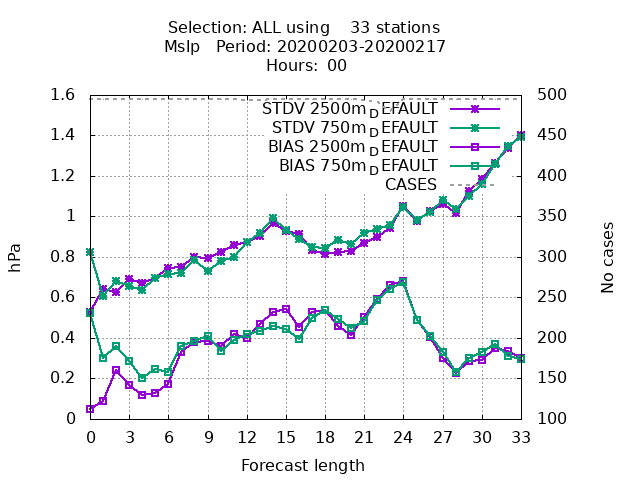 Selection: ALL using    33 stations
Mslp   Period: 20200203-20200217
Hours:  00
STDV 2500m_DEFAULT
STDV 750m_DEFAULT
BIAS 2500m_DEFAULT
BIAS 750m_DEFAULT
CASES
hPa
1.6
1.4
1.2
1
0.8
0.6
0.4
0.2
0
500
450
400
350
300
250
200
150
100
No cases
0 3 6 9 12 15 18 21 24 27 30 33
Forecast length